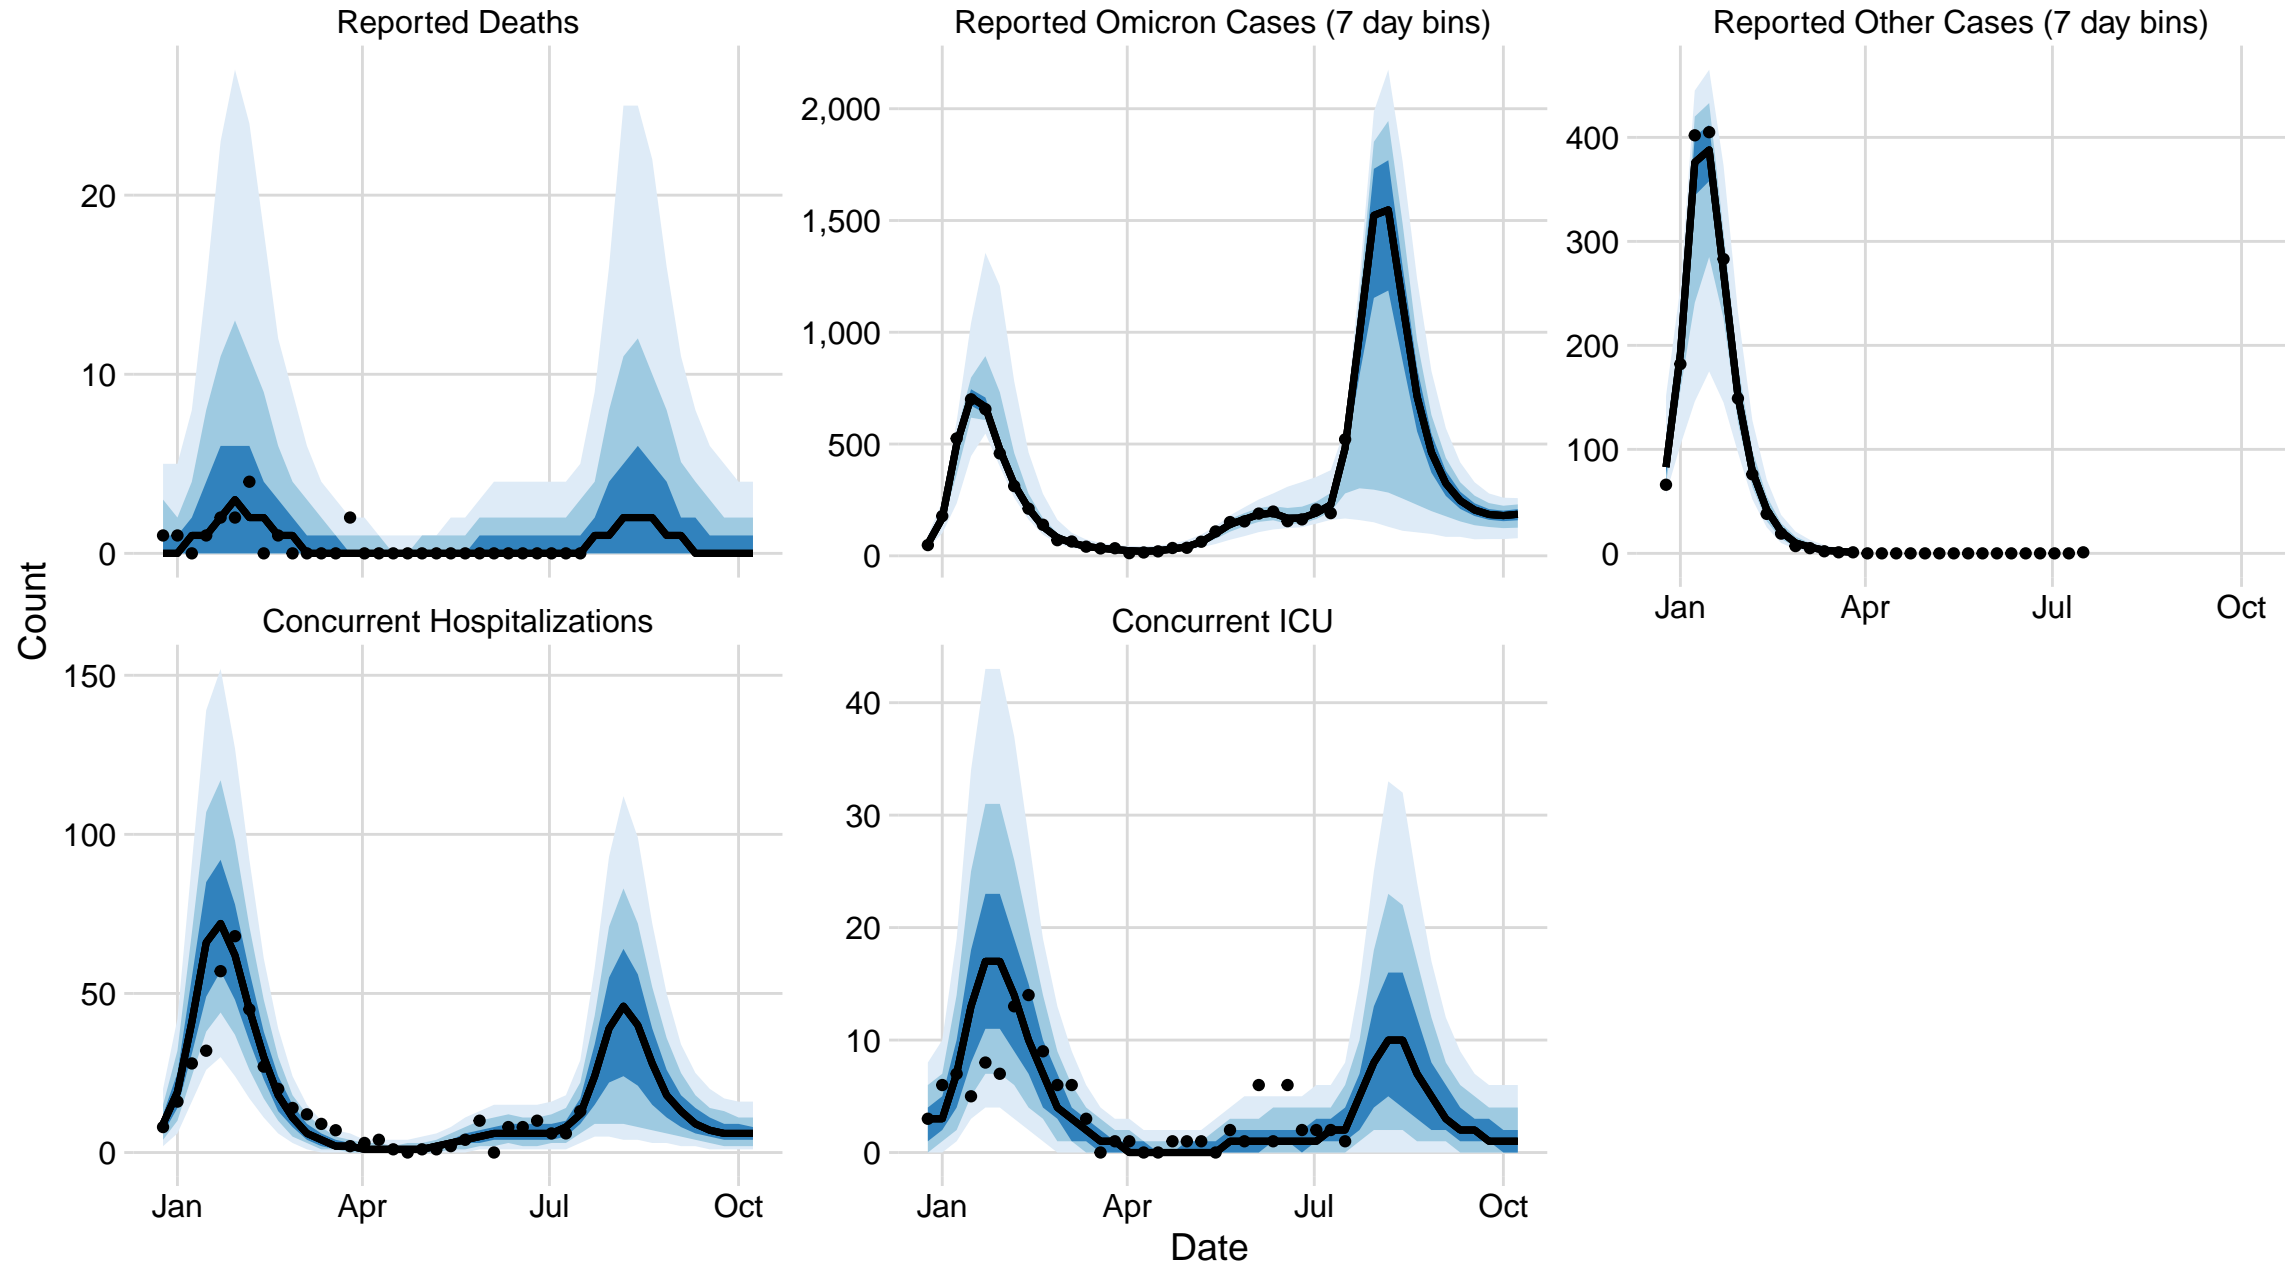 Reported Deaths
Reported Omicron Cases (7 day bins)
Reported Other Cases (7 day bins)
20
10
0
2,000
1,500
1,000
500
0
400
300
200
100
0
Jan Apr Jul Oct
Count
Concurrent Hospitalizations
Concurrent ICU
150
100
50
0
40
30
20
10
0
Jan Apr Jul Oct
Jan Apr Jul Oct
Date